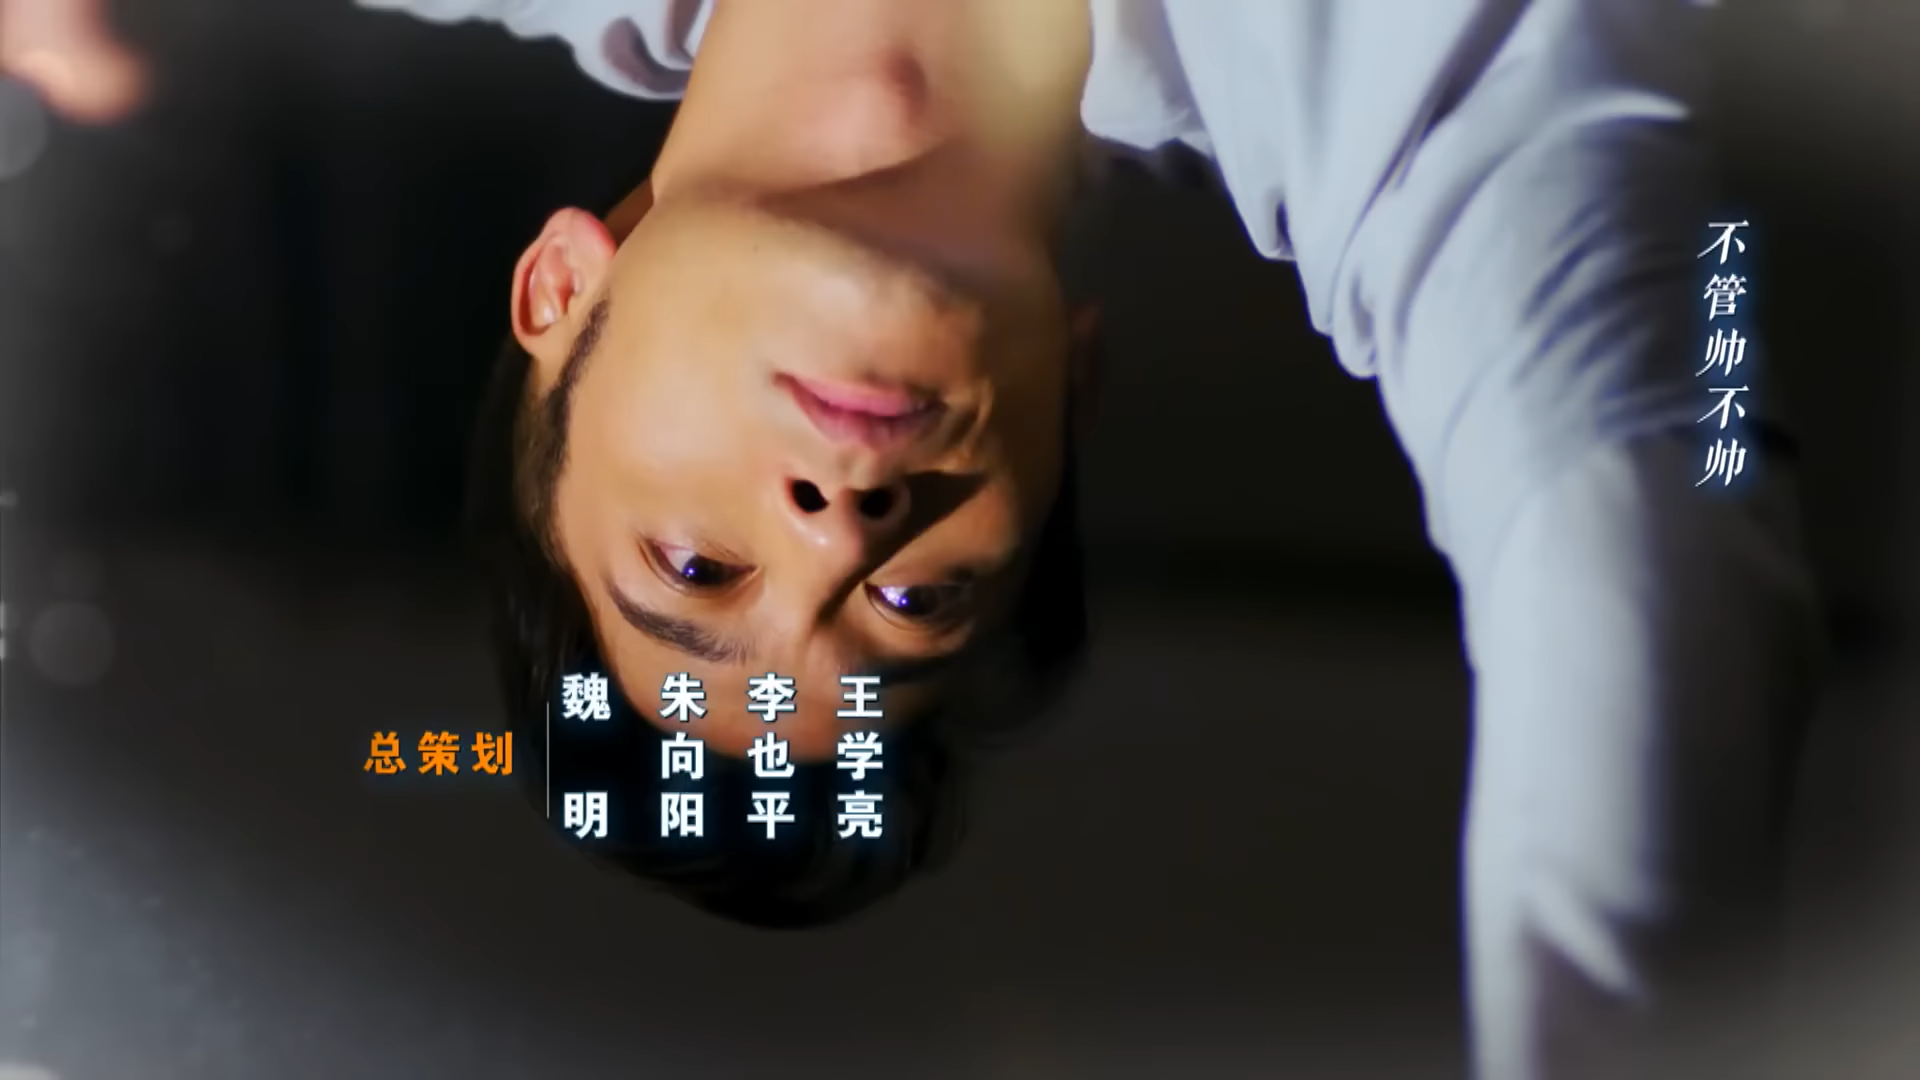 不管帅不帅
总策划
魏明
朱向阳
李也平
王学亮